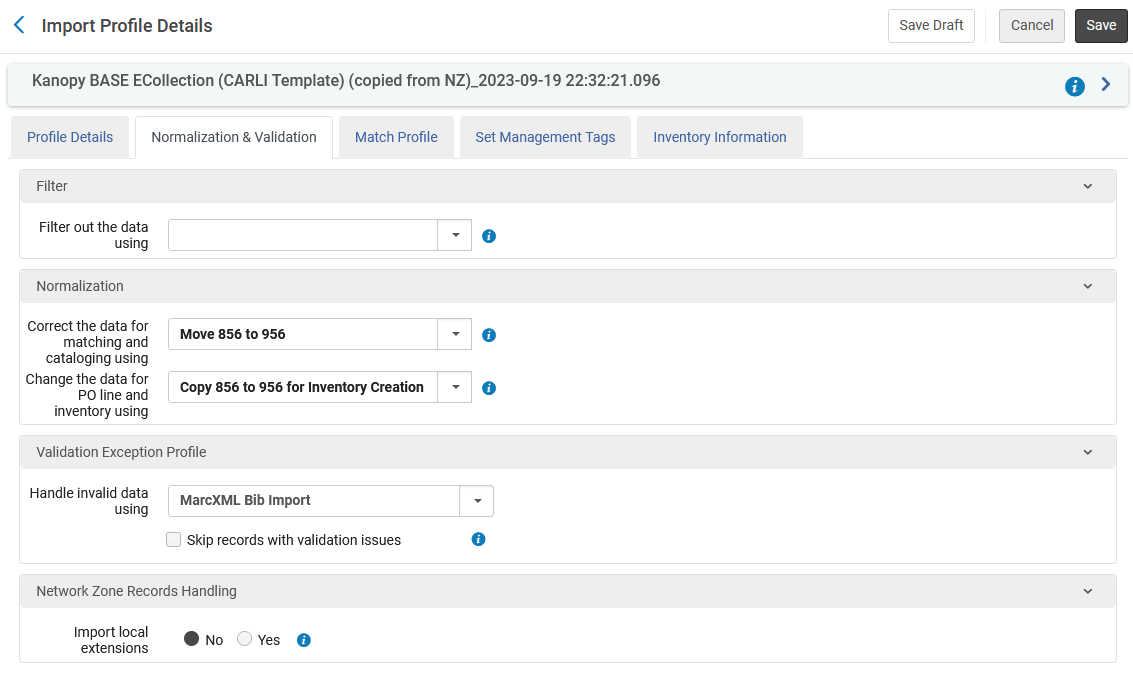 Import Profile Details
Save Draft
Cancel
Save
Kanopy BASE ECollection (CARLI Template) (copied from NZ)_2023-09-19 22:32:21.096
Profile Details
Normalization & Validation
Match Profile
Set Management Tags
Inventory Information
Filter
Filter out the data
using
Normalization
Correct the data for
matching and
cataloging using
Move 856 to 956
Change the data for
PO line and
inventory using
Copy 856 to 956 for Inventory Creation
Validation Exception Profile
Handle invalid data
using
MarcXML Bib Import
Skip records with validation issues
Network Zone Records Handling
Import local
extensions
No
Yes